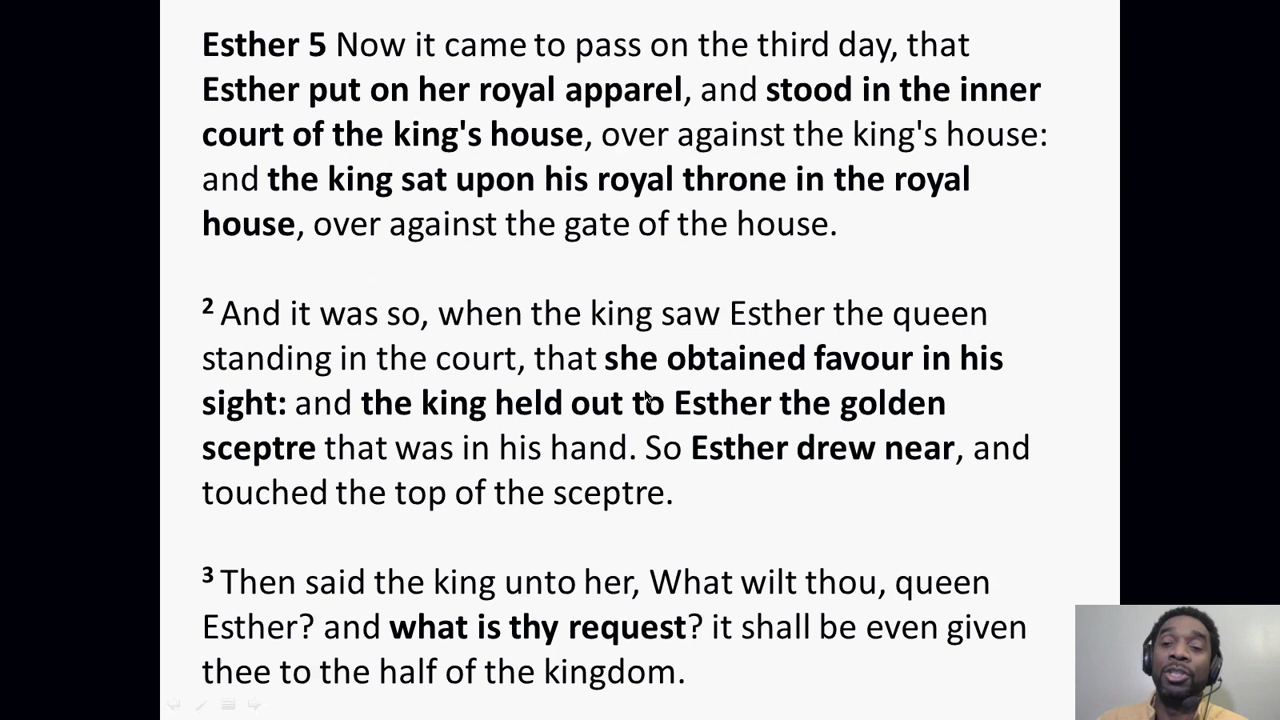 Esther 5 Now it came to pass on the third day, that
Esther put on her royal apparel, and stood in the inner
court of the king's house, over against the king's house:
and the king sat upon his royal throne in the royal
house, over against the gate of the house.
2 And it was so, when the king saw Esther the queen
standing in the court, that she obtained favour in his
sight: and the king held out to Esther the golden
sceptre that was in his hand. So Esther drew near, and
touched the top of the sceptre.
3 Then said the king unto her, What wilt thou, queen
Esther? and what is thy request? it shall be even given
thee to the half of the kingdom.